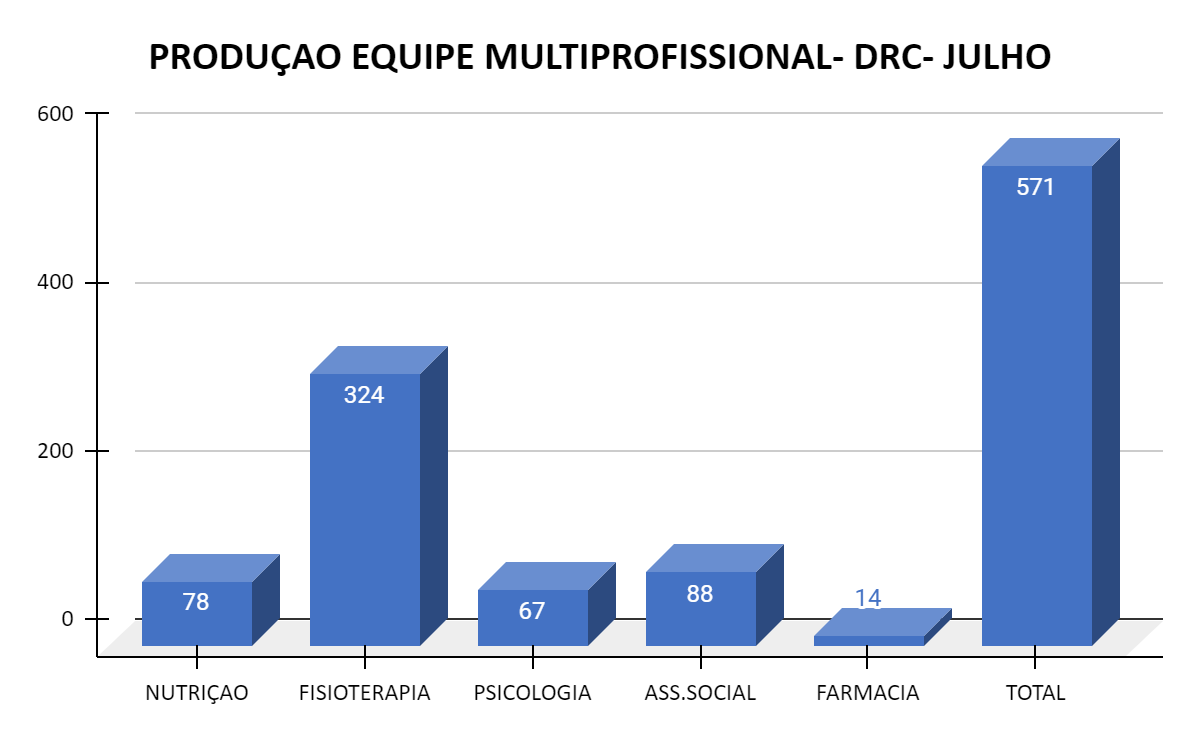 PRODUÇAO EQUIPE MULTIPROFISSIONAL- DRC- JULHO
600
400
200
0
78
324
67
88
14
571
NUTRIÇAO
FISIOTERAPIA
PSICOLOGIA
ASS.SOCIAL
FARMACIA
TOTAL